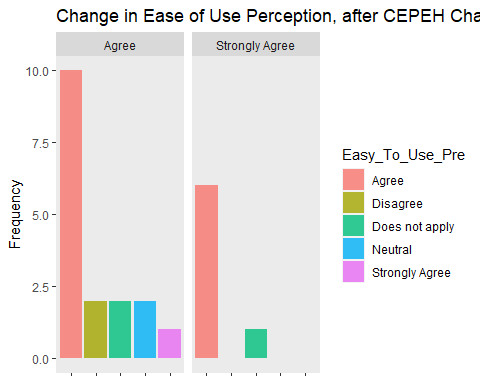 Change in Ease of Use Perception, after CEPEH Cha
Agree
Strongly Agree
10.0
7.5
5.0
2.5
0.0
Frequency
Easy_To_Use_Pre
Agree
Disagree
Does not apply
Neutral
Strongly Agree